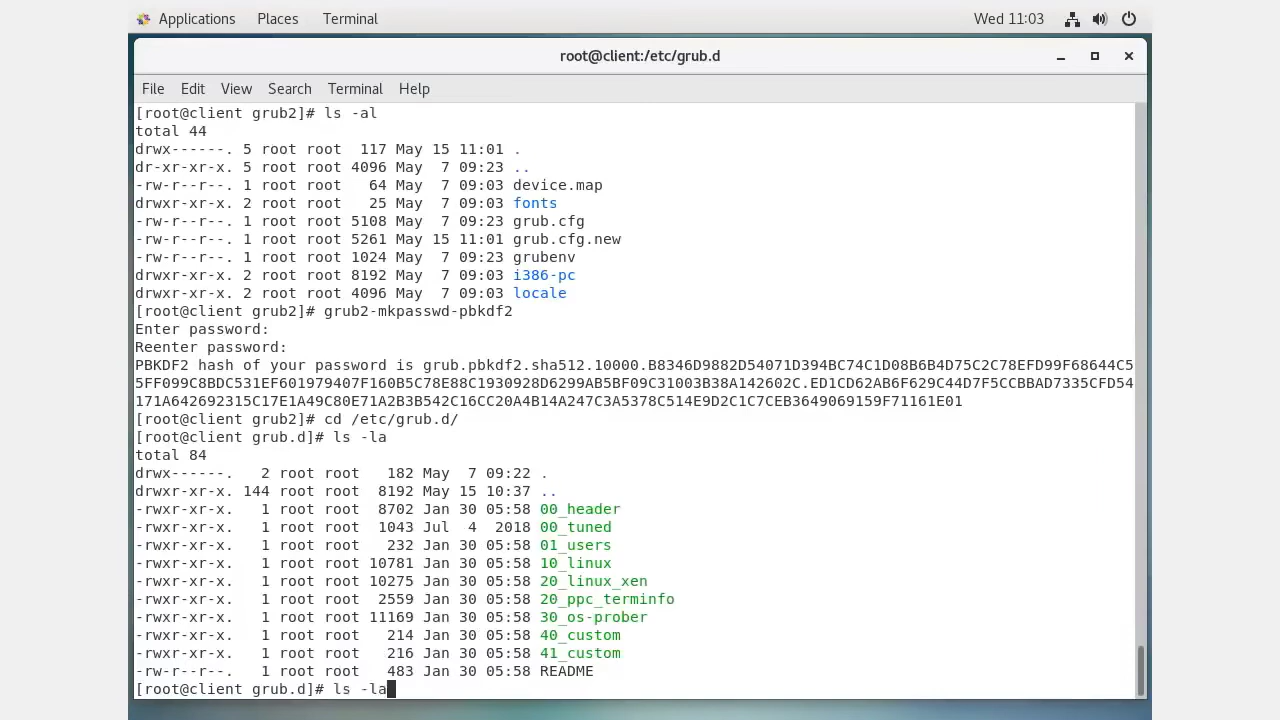 Applications Places Terminal Wed 11:03
root@client:/etc/grub.d
File Edit View Search Terminal Help
[root@client grub2]# ls -al
total 44
drwx------. 5 root root  117 May 15 11:01 .
dr-xr-xr-x. 5 root root 4096 May  7 09:23 ..
-rw-r--r--. 1 root root   64 May  7 09:03 device.map
drwxr-xr-x. 2 root root   25 May  7 09:03 fonts
-rw-r--r--. 1 root root 5108 May  7 09:23 grub.cfg
-rw-r--r--. 1 root root 5261 May 15 11:01 grub.cfg.new
-rw-r--r--. 1 root root 1024 May  7 09:23 grubenv
drwxr-xr-x. 2 root root 8192 May  7 09:03 i386-pc
drwxr-xr-x. 2 root root 4096 May  7 09:03 locale
[root@client grub2]# grub2-mkpasswd-pbkdf2
Enter password:
Reenter password:
PBKDF2 hash of your password is grub.pbkdf2.sha512.10000.B8346D9882D54071D394BC74C1D08B6B4D75C2C78EFD99F68644C5
5FF099C8BDC531EF601979407F160B5C78E88C1930928D6299AB5BF09C31003B38A142602C.ED1CD62AB6F629C44D7F5CCBBAD7335CFD54
171A642692315C17E1A49C80E71A2B3B542C16CC20A4B14A247C3A5378C514E9D2C1C7CEB3649069159F71161E01
[root@client grub2]# cd /etc/grub.d/
[root@client grub.d]# ls -la
total 84
drwx------.   2 root root   182 May  7 09:22 .
drwxr-xr-x. 144 root root  8192 May 15 10:37 ..
-rwxr-xr-x.   1 root root  8702 Jan 30 05:58 00_header
-rwxr-xr-x.   1 root root  1043 Jul  4  2018 00_tuned
-rwxr-xr-x.   1 root root   232 Jan 30 05:58 01_users
-rwxr-xr-x.   1 root root 10781 Jan 30 05:58 10_linux
-rwxr-xr-x.   1 root root 10275 Jan 30 05:58 20_linux_xen
-rwxr-xr-x.   1 root root  2559 Jan 30 05:58 20_ppc_terminfo
-rwxr-xr-x.   1 root root 11169 Jan 30 05:58 30_os-prober
-rwxr-xr-x.   1 root root   214 Jan 30 05:58 40_custom
-rwxr-xr-x.   1 root root   216 Jan 30 05:58 41_custom
-rw-r--r--.   1 root root   483 Jan 30 05:58 README
[root@client grub.d]# ls -la